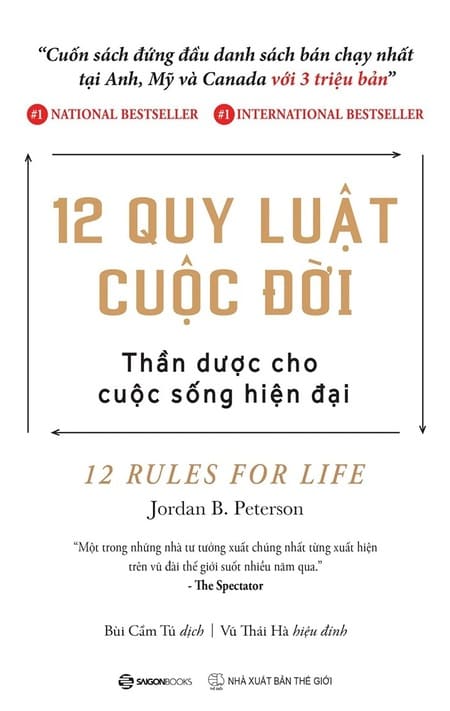 “Cuốn sách đứng đầu danh sách bán chạy nhất
tại Anh, Mỹ và Canada với 3 triệu bản”
#1 NATIONAL BESTSELLER #1 INTERNATIONAL BESTSELLER
12 QUY LUẬT
CUỘC ĐỜI
Thần dược cho
cuộc sống hiện đại
12 RULES FOR LIFE
Jordan B. Peterson
“Một trong những nhà tư tưởng xuất chúng nhất từng xuất hiện
trên vũ đài thế giới suốt nhiều năm qua.”
- The Spectator
Bùi Cẩm Tú dịch | Vũ Thái Hà hiệu đính
SAIGONBOOKS THẾ GIỚI NHÀ XUẤT BẢN THẾ GIỚI